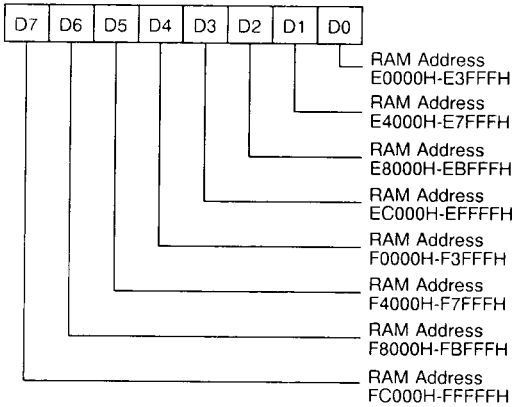 D7 D6 D5 D4 D3 D2 D1 D0
RAM Address
E0000H-E3FFFH
RAM Address
E4000H-E7FFFH
RAM Address
E8000H-EBFFFH
RAM Address
EC000H-EFFFFH
RAM Address
F0000H-F3FFFH
RAM Address
F4000H-F7FFFH
RAM Address
F8000H-FBFFFH
RAM Address
FC000H-FFFFFH